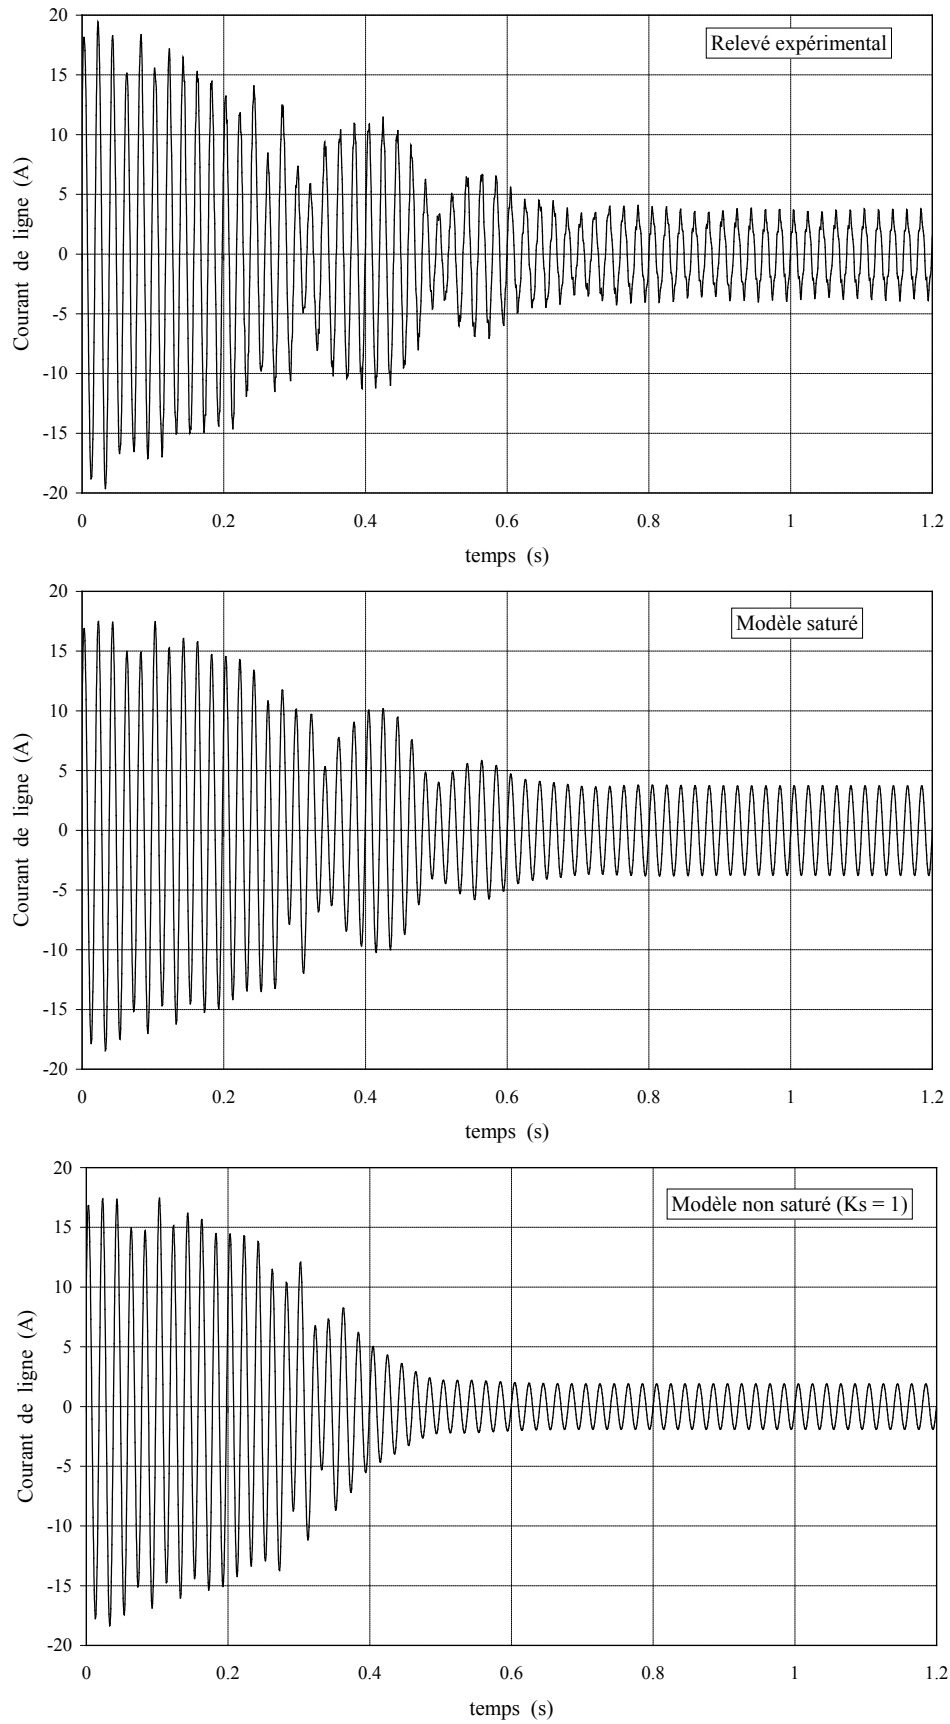 Relevé expérimental
20
15
10
5
0
-5
-10
-15
-20
Courant de ligne (A)
0 0.2 0.4 0.6 0.8 1 1.2
temps (s)
Modèle saturé
20
15
10
5
0
-5
-10
-15
-20
Courant de ligne (A)
0 0.2 0.4 0.6 0.8 1 1.2
temps (s)
Modèle non saturé (Ks = 1)
20
15
10
5
0
-5
-10
-15
-20
Courant de ligne (A)
0 0.2 0.4 0.6 0.8 1 1.2
temps (s)